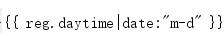 {{ reg.daytime|date:"m-d" }}